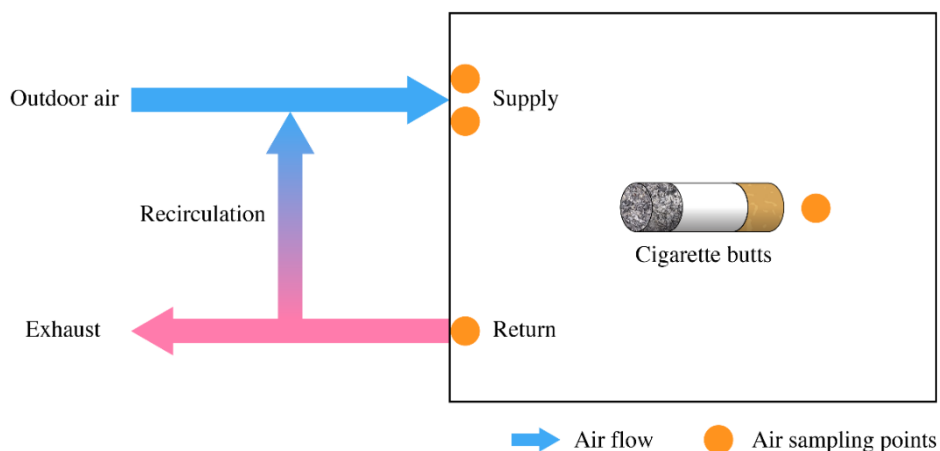 Outdoor air
Supply
Recirculation
Cigarette butts
Exhaust
Return
Air flow
Air sampling points